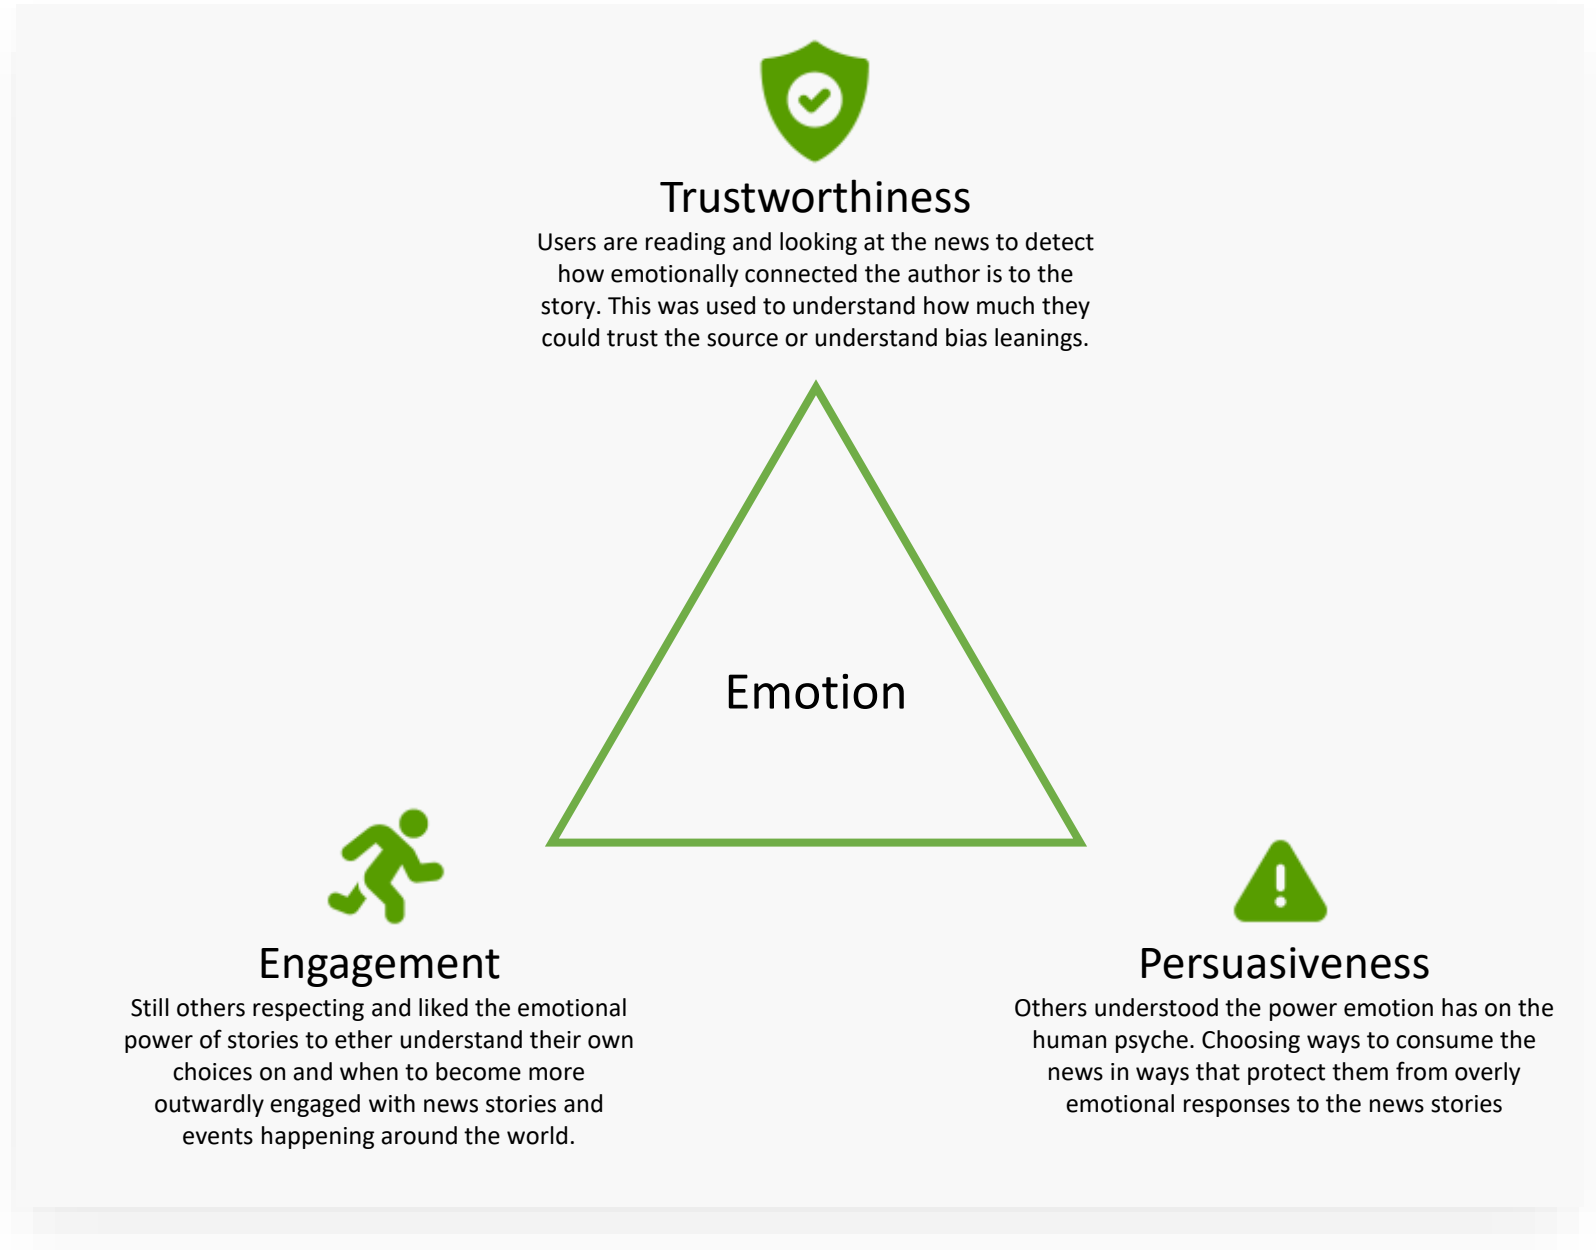 Trustworthiness
Users are reading and looking at the news to detect
how emotionally connected the author is to the
story. This was used to understand how much they
could trust the source or understand bias leanings.
Emotion
Engagement
Still others respecting and liked the emotional
power of stories to ether understand their own
choices on and when to become more
outwardly engaged with news stories and
events happening around the world.
Persuasiveness
Others understood the power emotion has on the
human psyche. Choosing ways to consume the
news in ways that protect them from overly
emotional responses to the news stories